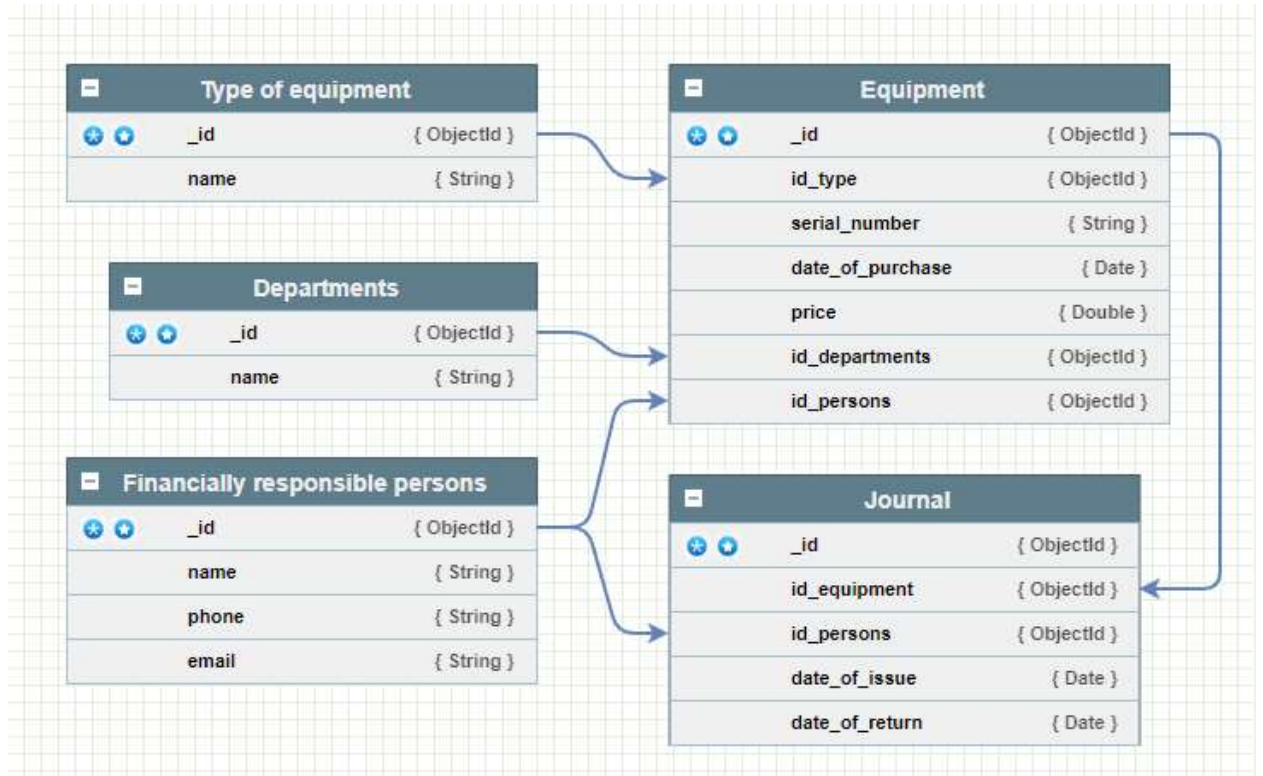 Type of equipment
_id { ObjectId }
name { String }
Departments
_id { ObjectId }
name { String }
Financially responsible persons
_id { ObjectId }
name { String }
phone { String }
email { String }
Equipment
_id { ObjectId }
id_type { ObjectId }
serial_number { String }
date_of_purchase { Date }
price { Double }
id_departments { ObjectId }
id_persons { ObjectId }
Journal
_id { ObjectId }
id_equipment { ObjectId }
id_persons { ObjectId }
date_of_issue { Date }
date_of_return { Date }